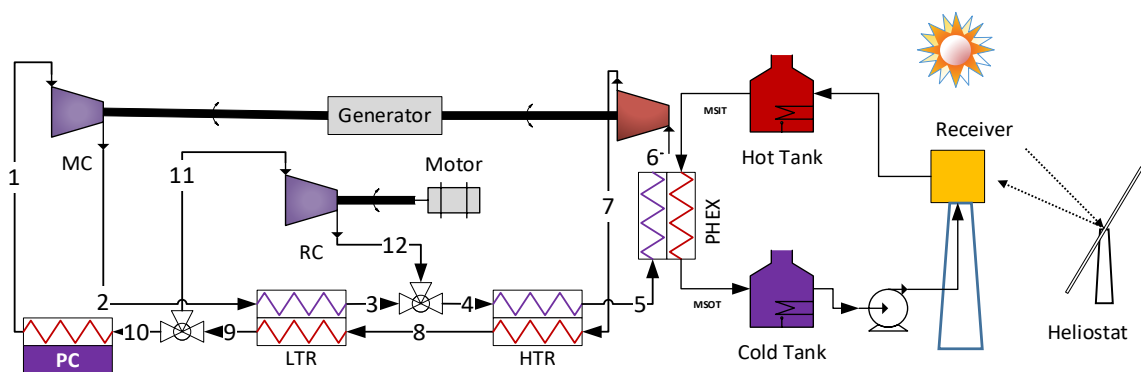 Generator
MSIT
Hot Tank
Receiver
MC
1
11
Motor
6
7
PHEX
RC
12
2
3
4
5
MSOT
10
9
8
PC
LTR
HTR
Cold Tank
Heliostat